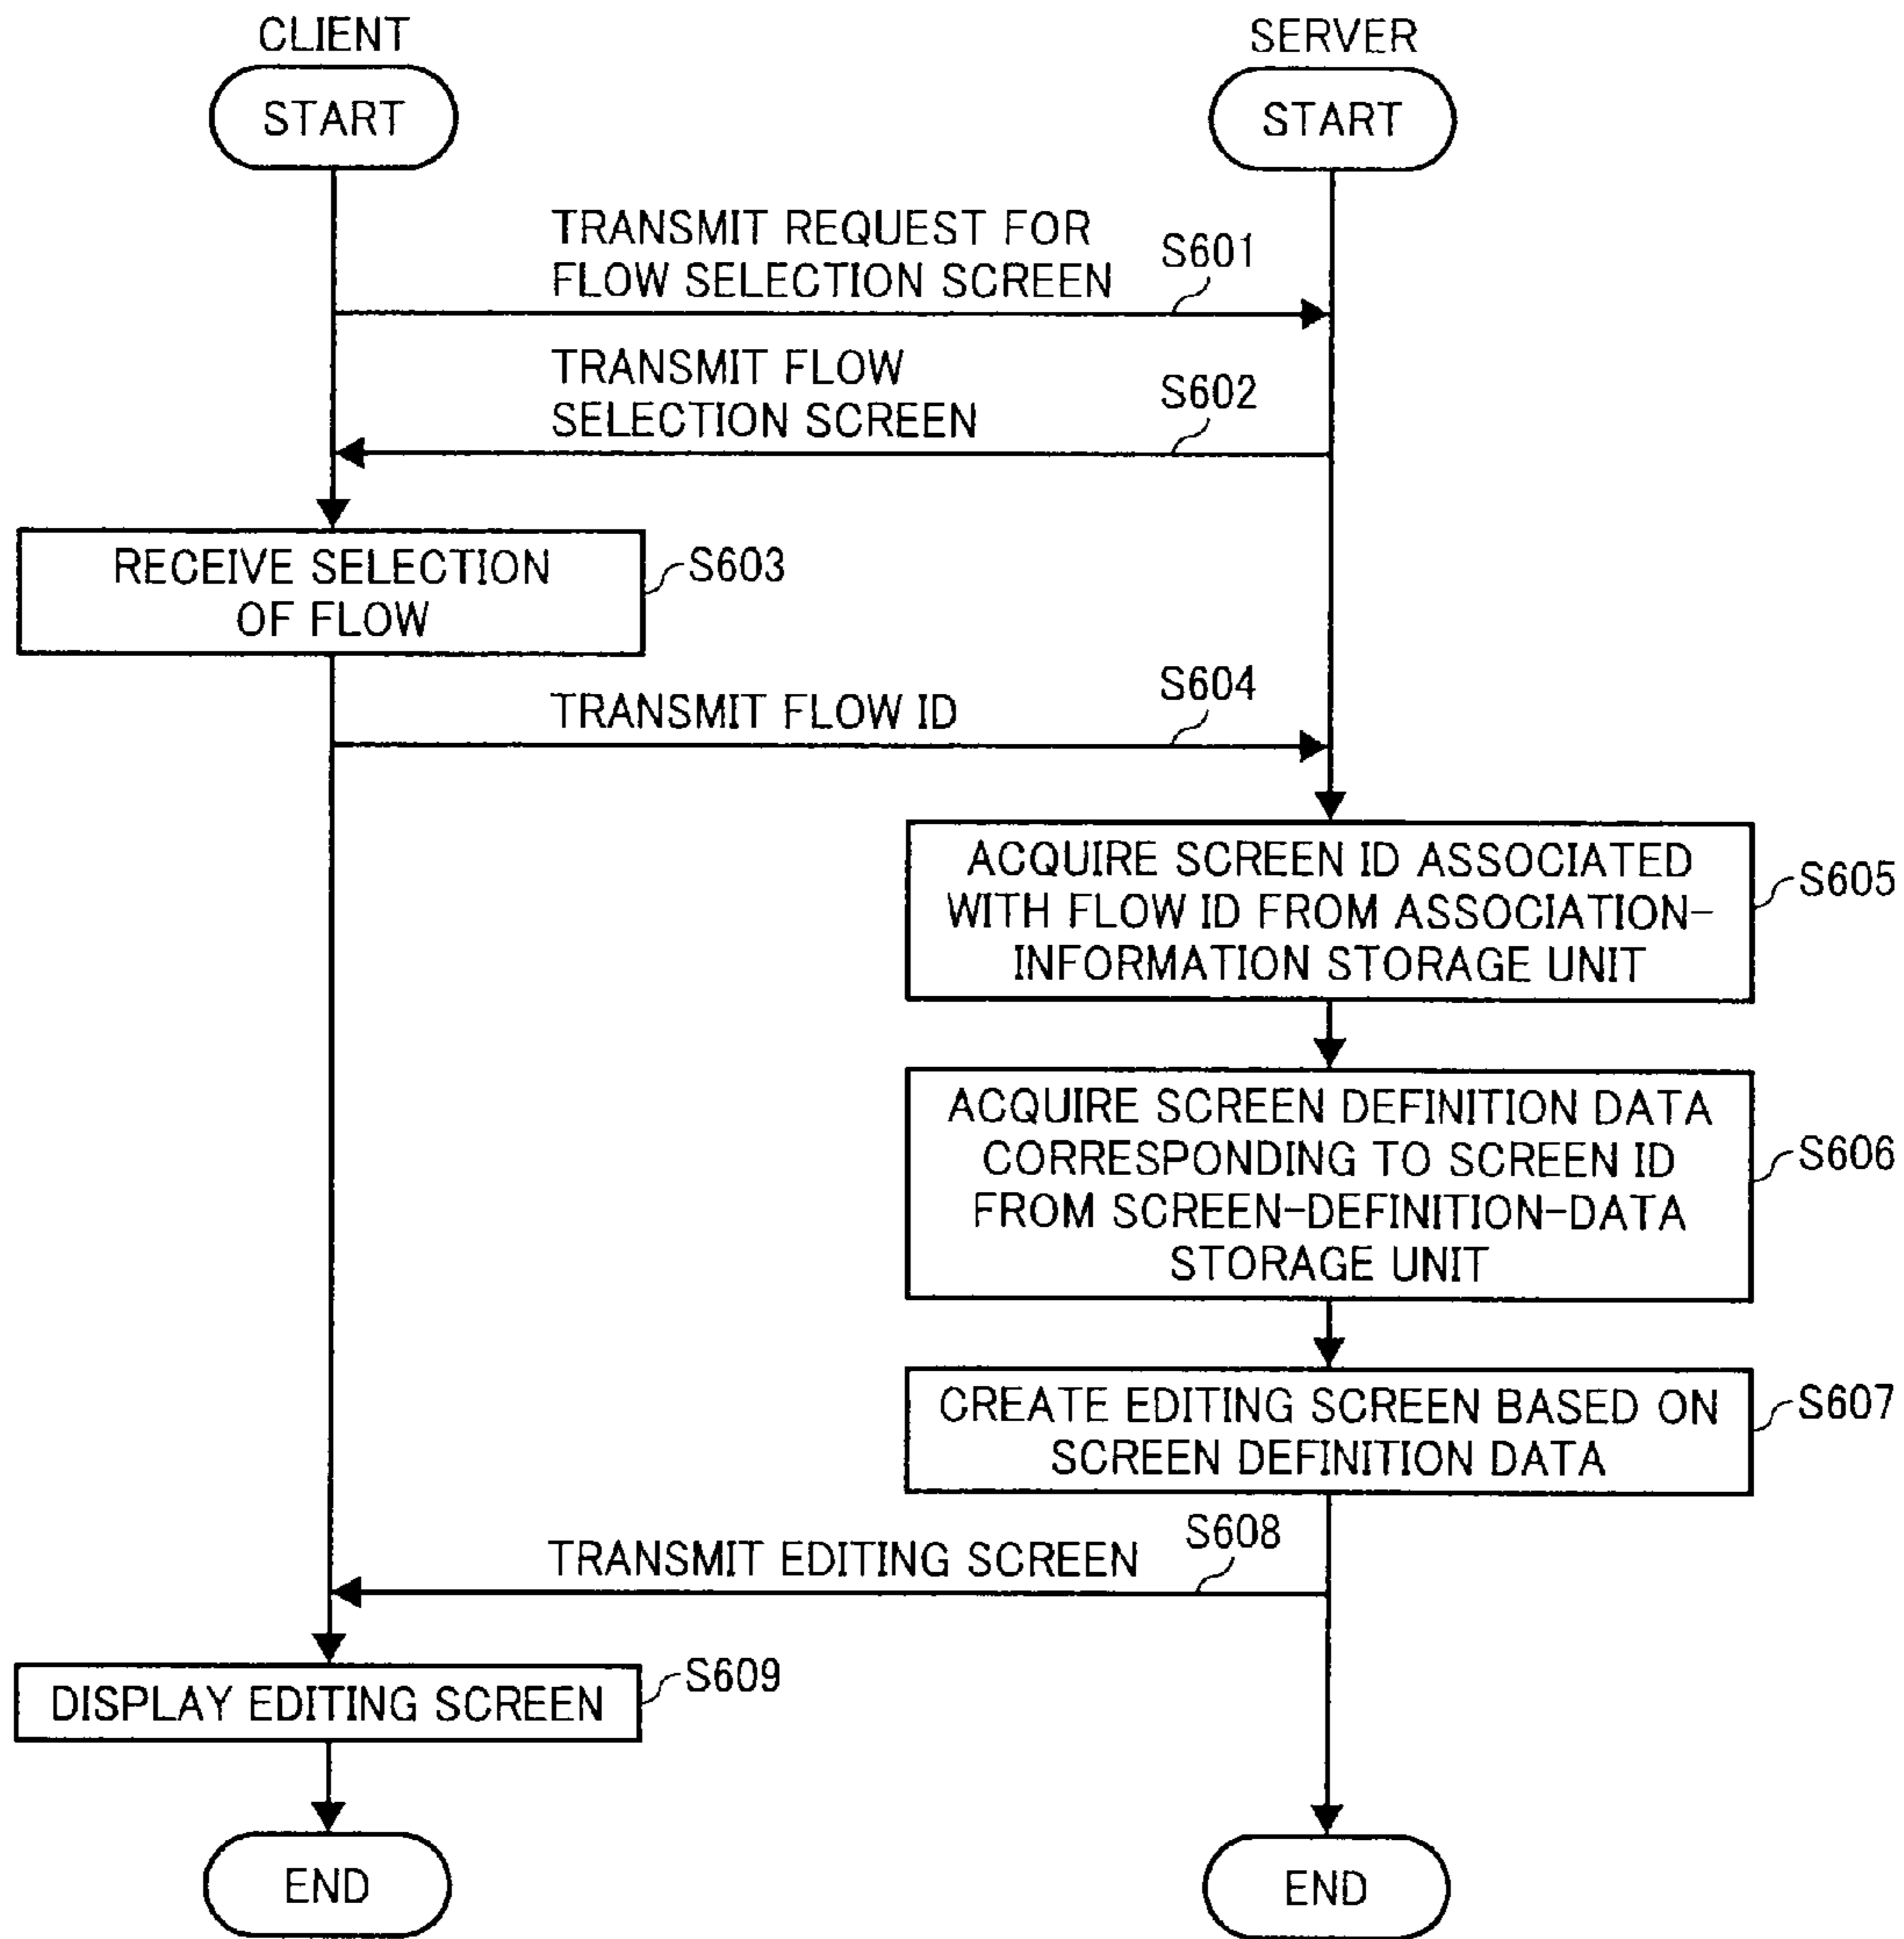 CLIENT
SERVER
START
START
TRANSMIT REQUEST FOR
FLOW SELECTION SCREEN
S601
TRANSMIT FLOW
SELECTION SCREEN
S602
RECEIVE SELECTION
OF FLOW
S603
TRANSMIT FLOW ID
S604
ACQUIRE SCREEN ID ASSOCIATED
WITH FLOW ID FROM ASSOCIATION-
INFORMATION STORAGE UNIT
S605
ACQUIRE SCREEN DEFINITION DATA
CORRESPONDING TO SCREEN ID
FROM SCREEN-DEFINITION-DATA
STORAGE UNIT
S606
CREATE EDITING SCREEN BASED ON
SCREEN DEFINITION DATA
S607
TRANSMIT EDITING SCREEN
S608
DISPLAY EDITING SCREEN
S609
END
END